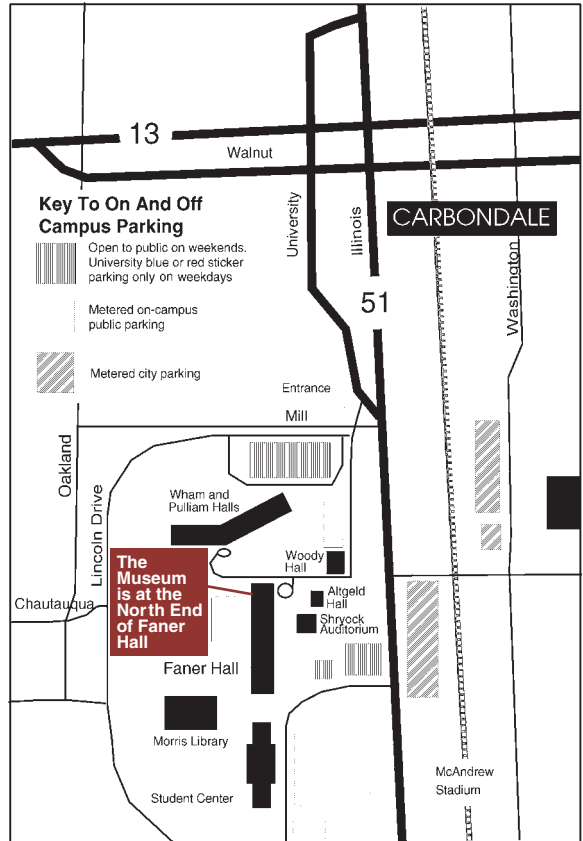 13
Walnut
Key To On And Off
Campus Parking
Open to public on weekends.
University blue or red sticker
parking only on weekdays
Metered on-campus
public parking
Metered city parking
University
Illinois
CARBONDALE
Washington
51
Entrance
Mill
Oakland
Lincoln Drive
Wham and
Pulliam Halls
Woody
Hall
The
Museum
is at the
North End
of Faner
Hall
Chautauqua
Altgeld
Hall
Shryock
Auditorium
Faner Hall
Morris Library
Student Center
McAndrew
Stadium